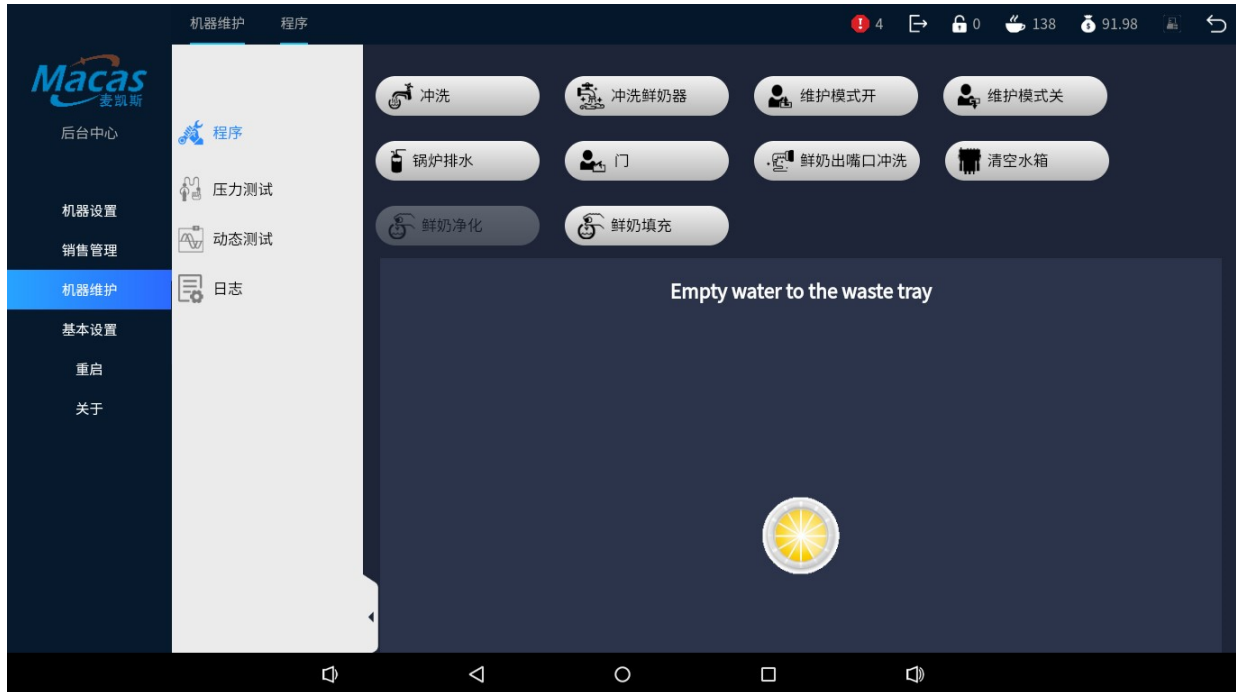 机器维护 程序
4 0 138 91.98
Macas
麦凯斯
后台中心
机器设置
销售管理
机器维护
基本设置
重启
关于
程序
压力测试
动态测试
日志
冲洗 冲洗鲜奶器 维护模式开 维护模式关
锅炉排水 门 鲜奶出嘴口冲洗 清空水箱
鲜奶净化 鲜奶填充
Empty water to the waste tray